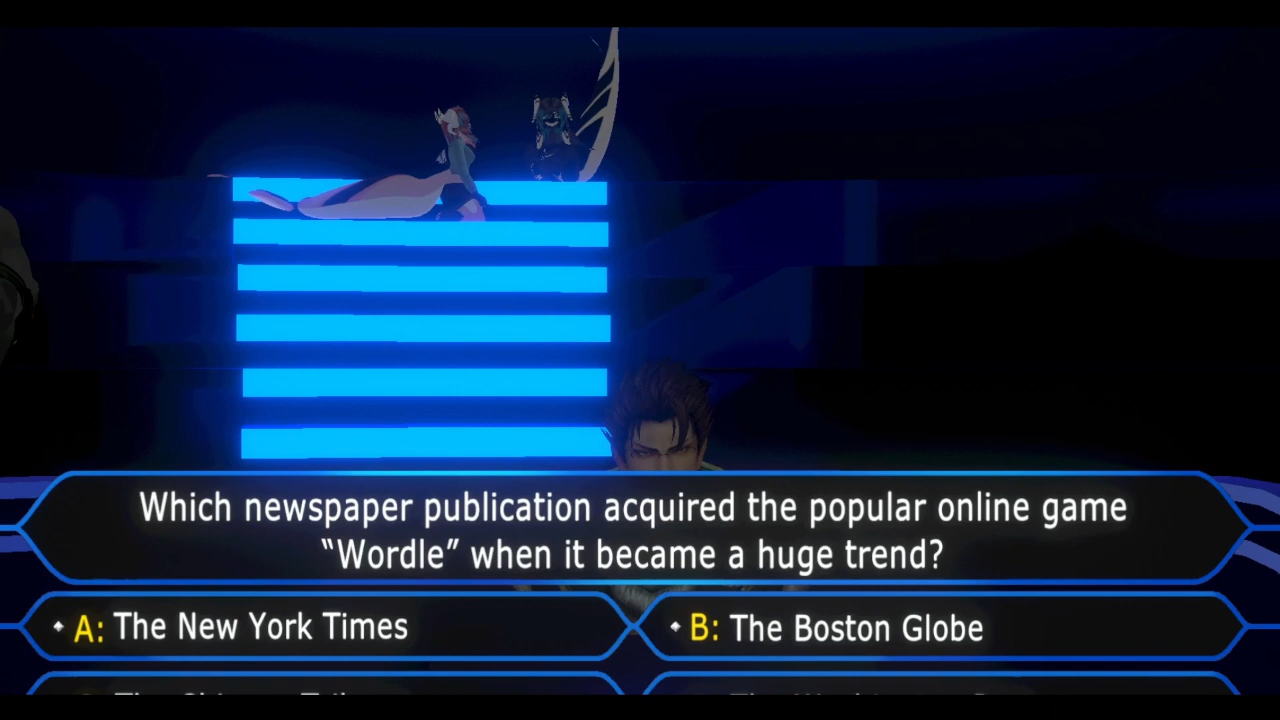 Which newspaper publication acquired the popular online game
“Wordle” when it became a huge trend?
A: The New York Times
B: The Boston Globe